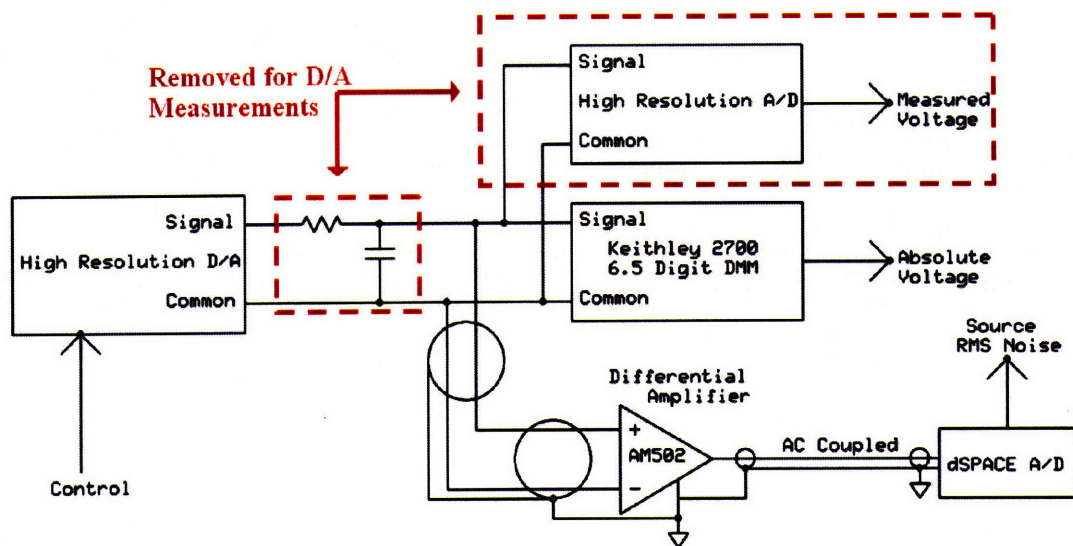 Removed for D/A
Measurements
Signal
High Resolution A/D
Common
Measured
Voltage
Signal
High Resolution D/A
Common
Signal
Keithley 2700
6.5 Digit DMM
Common
Absolute
Voltage
Source
RMS Noise
Differential
Amplifier
+
AM502
-
AC Coupled
dSPACE A/D
Control